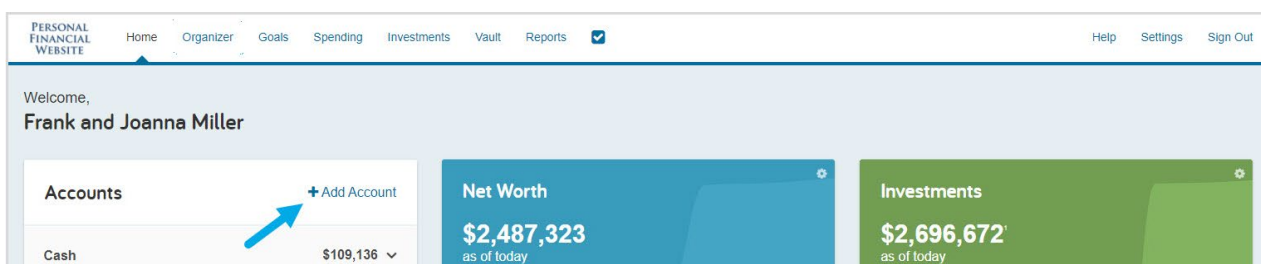 PERSONAL
FINANCIAL
WEBSITE
Home Organizer Goals Spending Investments Vault Reports
Help Settings Sign Out
Welcome,
Frank and Joanna Miller
Accounts
+ Add Account
Cash
$109,136
Net Worth
$2,487,323
as of today
Investments
$2,696,672¹
as of today